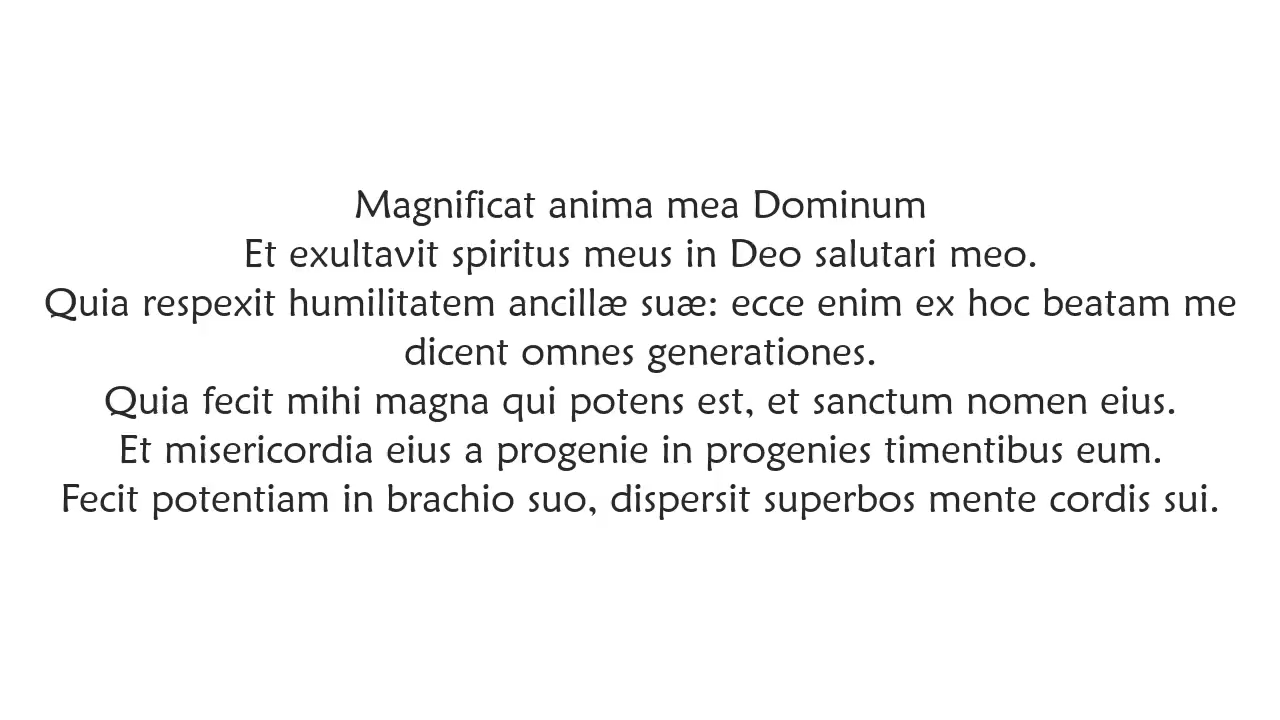 Magnificat anima mea Dominum
Et exultavit spiritus meus in Deo salutari meo.
Quia respexit humilitatem ancillæ suæ: ecce enim ex hoc beatam me
dicent omnes generationes.
Quia fecit mihi magna qui potens est, et sanctum nomen eius.
Et misericordia eius a progenie in progenies timentibus eum.
Fecit potentiam in brachio suo, dispersit superbos mente cordis sui.